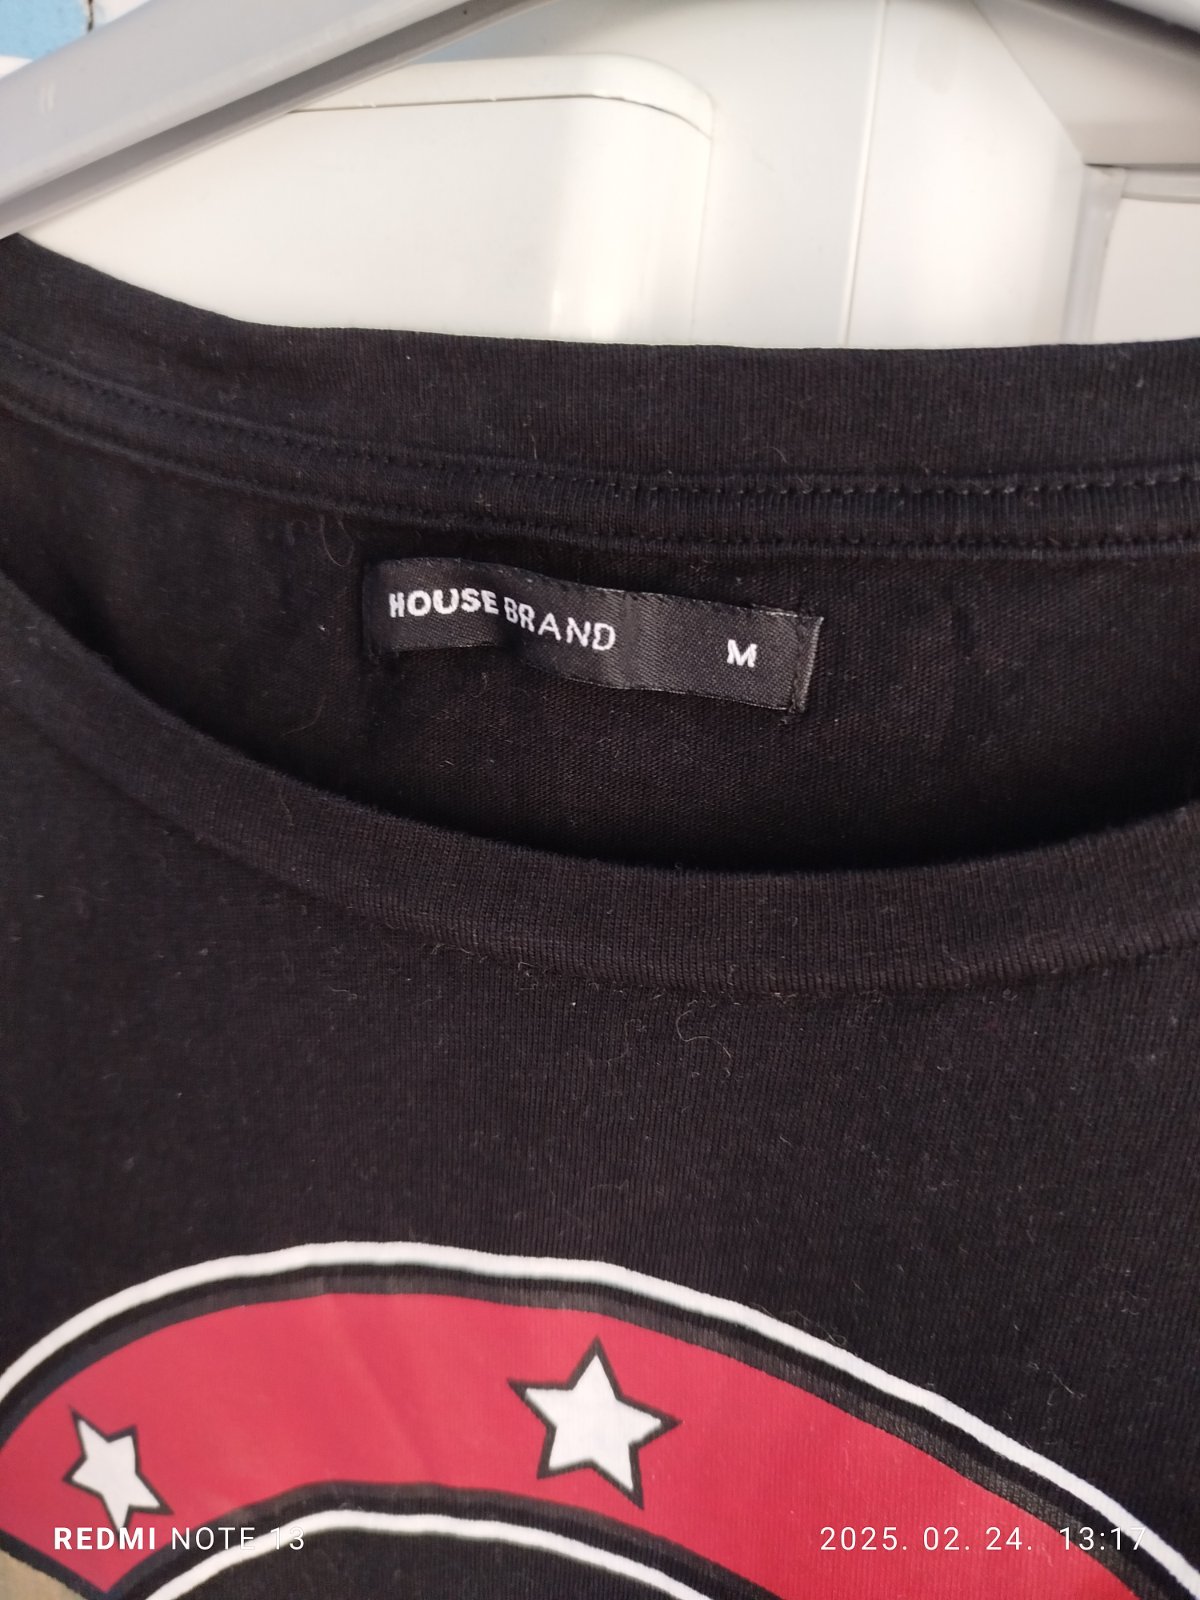 HOUSE BRAND M
REDMI NOTE 13 2025. 02. 24. 13:17